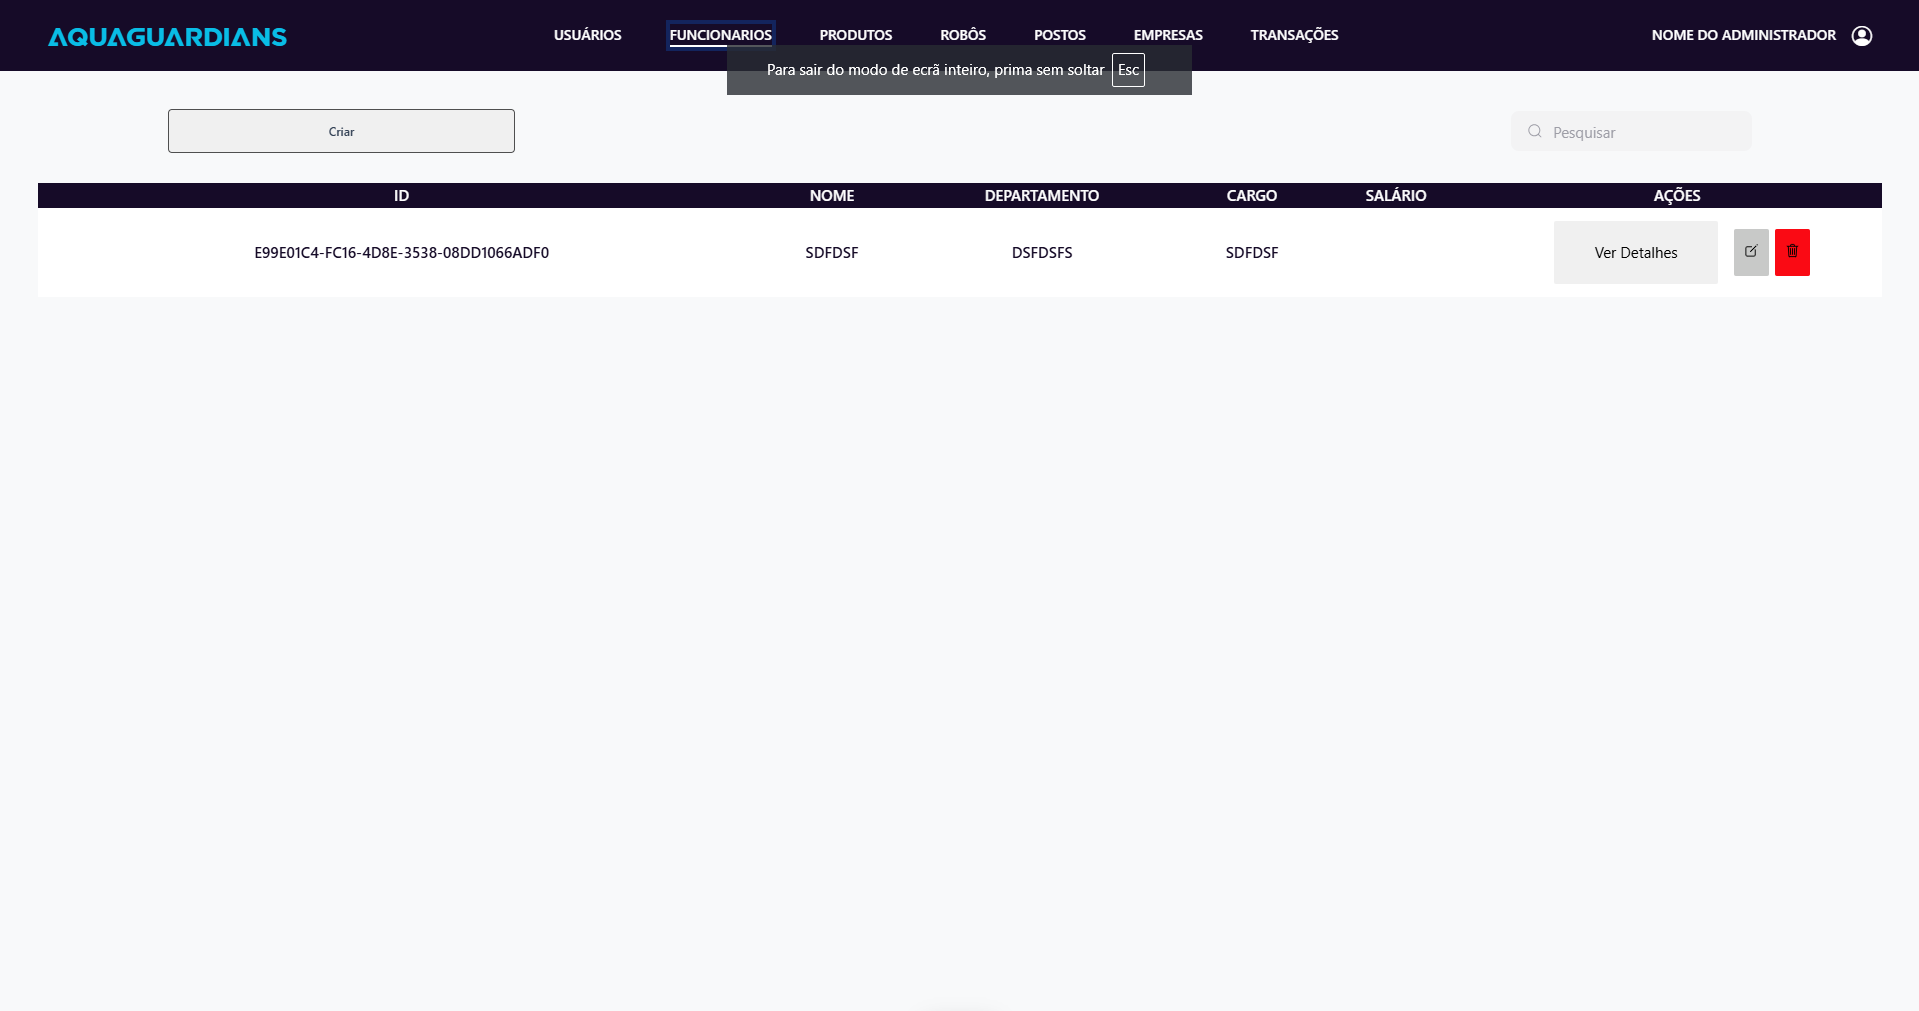 AQUAGUARDIANS
USUÁRIOS FUNCIONARIOS PRODUTOS ROBÔS POSTOS EMPRESAS TRANSAÇÕES
NOME DO ADMINISTRADOR
Para sair do modo de ecrã inteiro, prima sem soltar Esc
Criar
Pesquisar
ID NOME DEPARTAMENTO CARGO SALÁRIO AÇÕES
E99E01C4-FC16-4D8E-3538-08DD1066ADF0 SDFDSF DSFDSFS SDFDSF Ver Detalhes